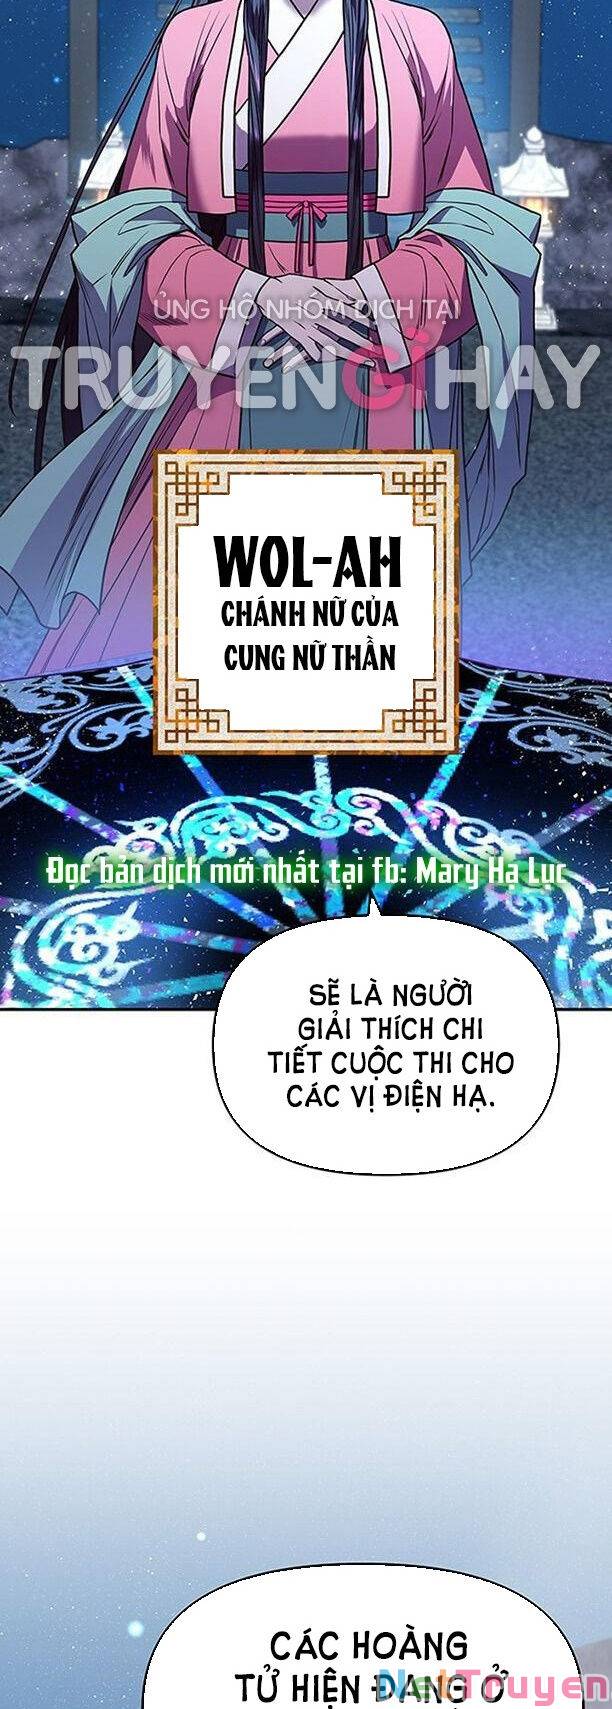 ỦNG HỘ NHÓM DỊCH TẠI
TRUYENGIHAY
WOL-AH
CHÁNH NỮ CỦA
CUNG NỮ THẦN
Đọc bản dịch mới nhất tại fb: Mary Hạ Lục
SẼ LÀ NGƯỜI
GIẢI THÍCH CHI
TIẾT CUỘC THI CHO
CÁC VỊ ĐIỆN HẠ.
CÁC HOÀNG
TỬ HIỆN ĐANG Ở
NetTruyen